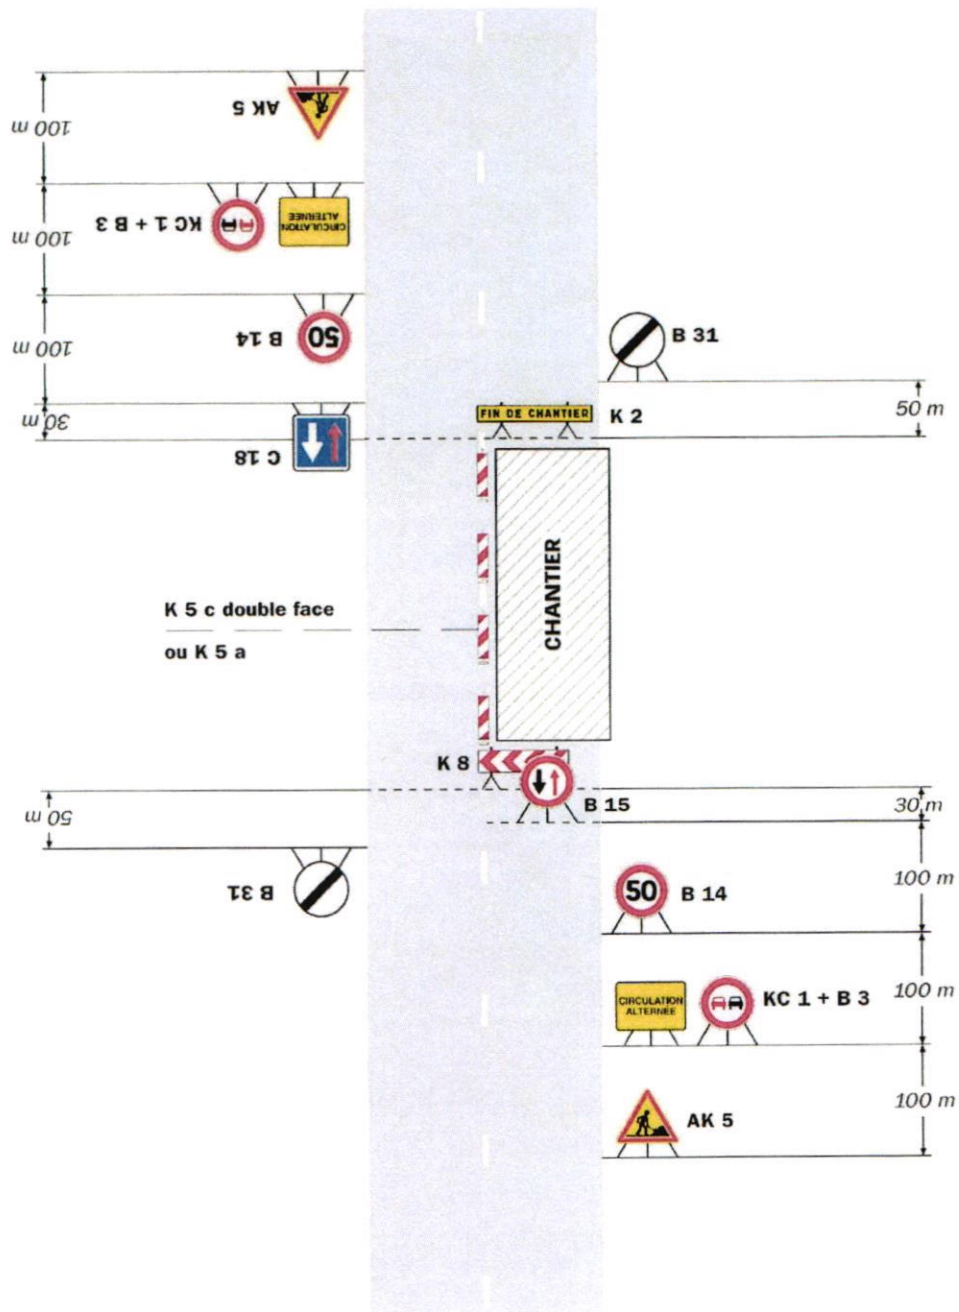 100 m
AK 5
100 m
KC 1 + B 3
CIRCULATION
ALTERNÉE
100 m
B 14
50
B 31
30 m
C 18
FIN DE CHANTIER
K 2
50 m
CHANTIER
K 5 c double face
ou K 5 a
K 8
B 15
30 m
50 m
B 31
50
B 14
100 m
CIRCULATION
ALTERNÉE
KC 1 + B 3
100 m
AK 5
100 m